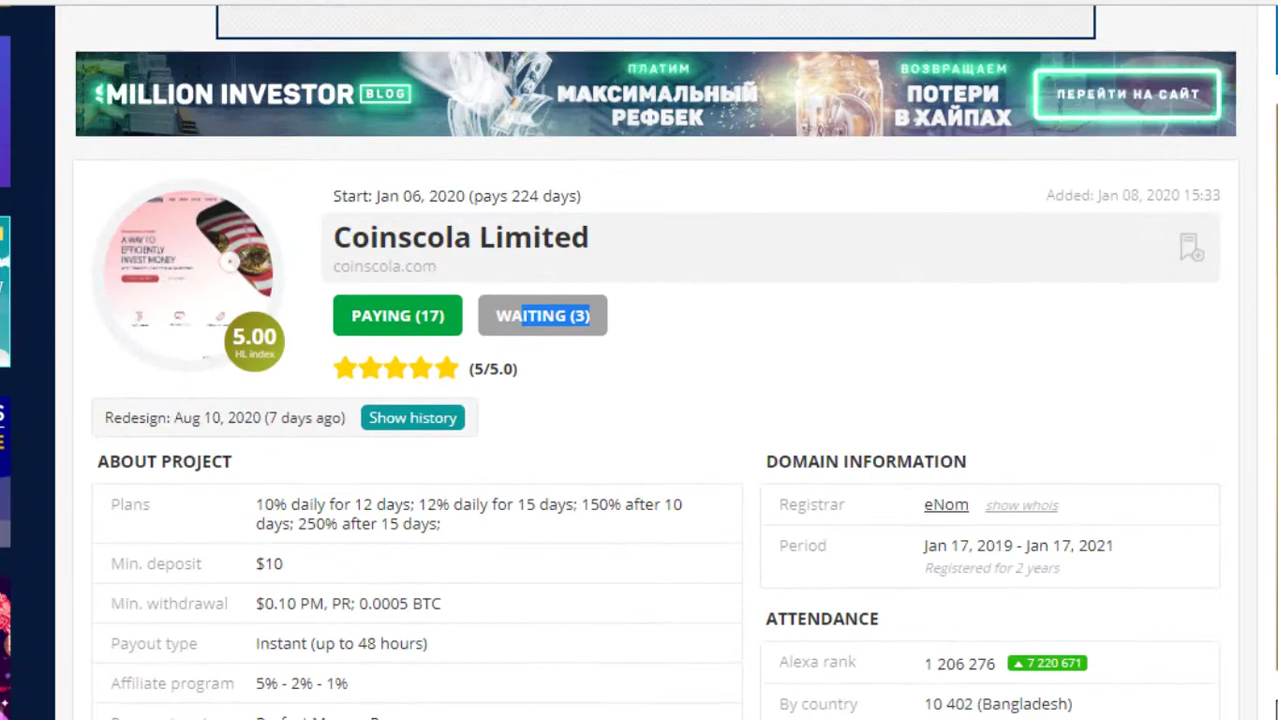 MILLION INVESTOR BLOG
ПЛАТИМ
МАКСИМАЛЬНЫЙ
РЕФБЕК
ВОЗВРАЩАЕМ
ПОТЕРИ
В ХАЙПАХ
ПЕРЕЙТИ НА САЙТ
Start: Jan 06, 2020 (pays 224 days)
Added: Jan 08, 2020 15:33
Coinscola Limited
coinscola.com
A WAY TO
EFFICIENTLY
INVEST MONEY
5.00
HL index
PAYING (17)
WAITING (3)
(5/5.0)
Redesign: Aug 10, 2020 (7 days ago)
Show history
ABOUT PROJECT
Plans
10% daily for 12 days; 12% daily for 15 days; 150% after 10
days; 250% after 15 days;
Min. deposit
$10
Min. withdrawal
$0.10 PM, PR; 0.0005 BTC
Payout type
Instant (up to 48 hours)
Affiliate program
5% - 2% - 1%
DOMAIN INFORMATION
Registrar
eNom
show whois
Period
Jan 17, 2019 - Jan 17, 2021
Registered for 2 years
ATTENDANCE
Alexa rank
1 206 276
7 220 671
By country
10 402 (Bangladesh)